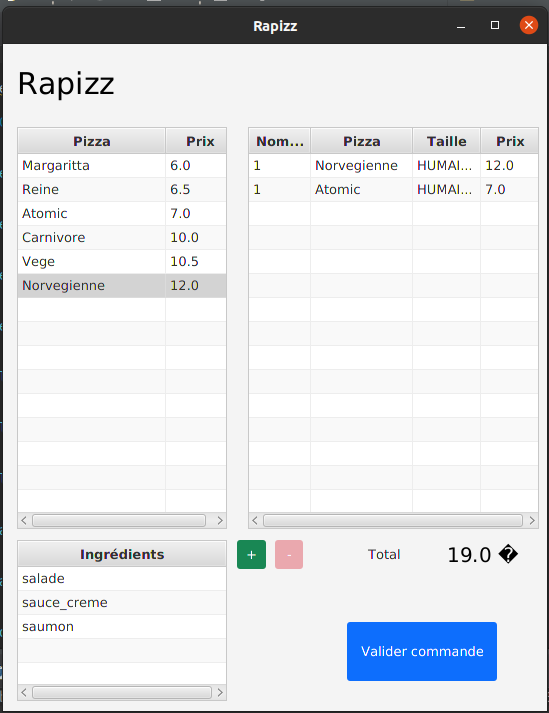 Rapizz
Rapizz
Pizza Prix
Margaritta 6.0
Reine 6.5
Atomic 7.0
Carnivore 10.0
Vege 10.5
Norvegienne 12.0
Nom... Pizza Taille Prix
1 Norvegienne HUMAI... 12.0
1 Atomic HUMAI... 7.0
Ingrédients
salade
sauce_creme
saumon
+ - Total 19.0 �
Valider commande